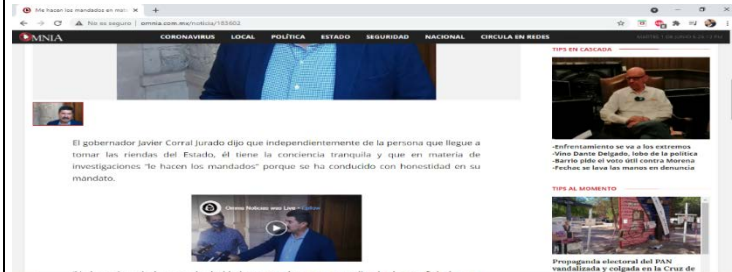 Me hacen los mandados en mat
No es seguro | omnia.com.mx/noticia/183602
OMNIA CORONAVIRUS LOCAL POLÍTICA ESTADO SEGURIDAD NACIONAL CIRCULA EN REDES
TIPS EN CASCADA
El gobernador Javier Corral Jurado dijo que independientemente de la persona que llegue a
tomar las riendas del Estado, él tiene la conciencia tranquila y que en materia de
investigaciones "le hacen los mandados" porque se ha conducido con honestidad en su
mandato.
Omnia Noticias was Live
-Enfrentamiento se va a los extremos
-Vino Dante Delgado, lobo de la política
-Barrio pide el voto útil contra Morena
-Fechac se lava las manos en denuncia
TIPS AL MOMENTO
Propaganda electoral del PAN
vandalizada y colgada en la Cruz de